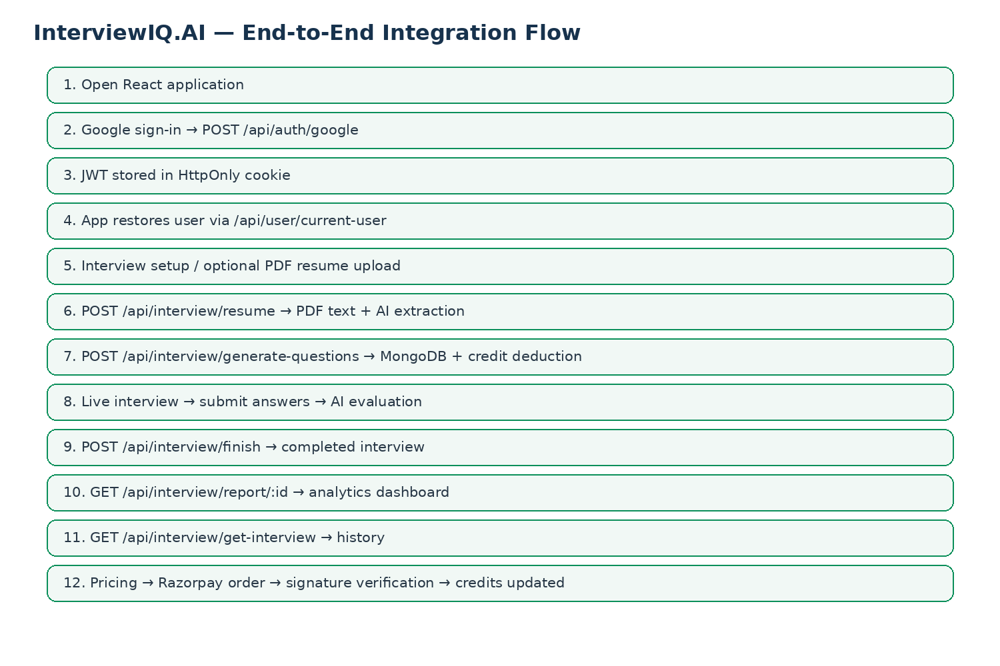 InterviewIQ.AI — End-to-End Integration Flow
1. Open React application
2. Google sign-in → POST /api/auth/google
3. JWT stored in HttpOnly cookie
4. App restores user via /api/user/current-user
5. Interview setup / optional PDF resume upload
6. POST /api/interview/resume → PDF text + AI extraction
7. POST /api/interview/generate-questions → MongoDB + credit deduction
8. Live interview → submit answers → AI evaluation
9. POST /api/interview/finish → completed interview
10. GET /api/interview/report/:id → analytics dashboard
11. GET /api/interview/get-interview → history
12. Pricing → Razorpay order → signature verification → credits updated